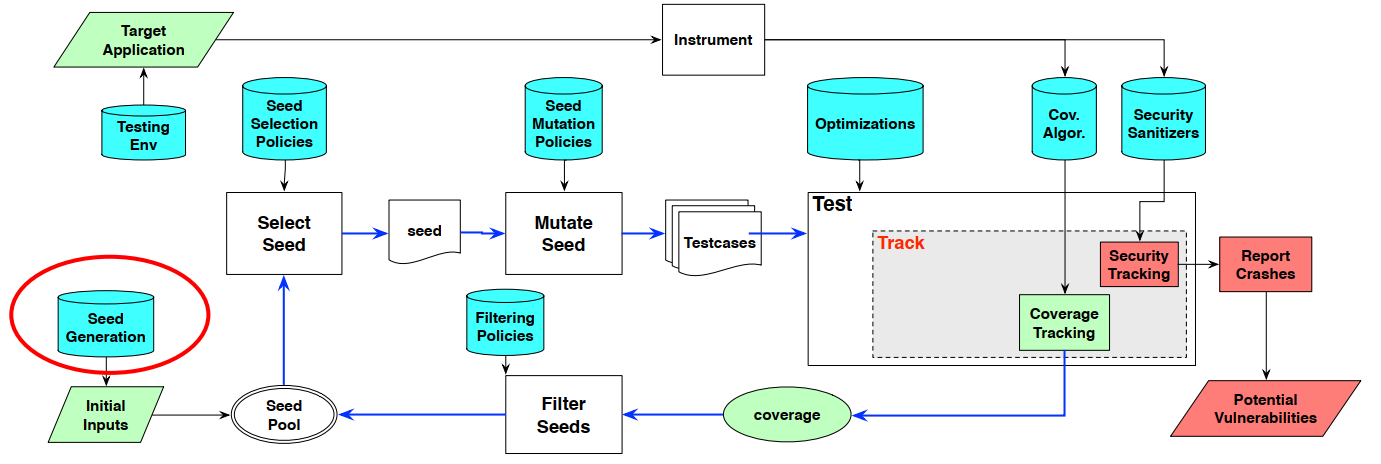 Target
Application
Instrument
Testing
Env
Seed
Selection
Policies
Seed
Mutation
Policies
Optimizations
Cov.
Algor.
Security
Sanitizers
Select
Seed
seed
Mutate
Seed
Testcases
Test
Track
Security
Tracking
Report
Crashes
Coverage
Tracking
Seed
Generation
Filtering
Policies
Initial
Inputs
Seed
Pool
Filter
Seeds
coverage
Potential
Vulnerabilities